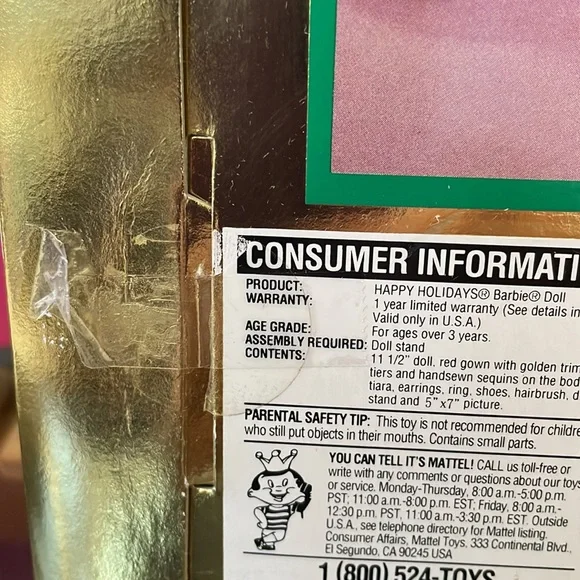 CONSUMER INFORMATI
PRODUCT: HAPPY HOLIDAYS® Barbie® Doll
WARRANTY: 1 year limited warranty (See details in
Valid only in U.S.A.)
AGE GRADE: For ages over 3 years.
ASSEMBLY REQUIRED: Doll stand
CONTENTS: 11 1/2" doll, red gown with golden trim
tiers and handsewn sequins on the bod
tiara, earrings, ring, shoes, hairbrush, d
stand and 5"x7" picture.
PARENTAL SAFETY TIP: This toy is not recommended for childre
who still put objects in their mouths. Contains small parts.
YOU CAN TELL IT'S MATTEL! CALL us toll-free or
write with any comments or questions about our toys
or service. Monday-Thursday, 8:00 a.m.-5:00 p.m.
PST; 11:00 a.m.-8:00 p.m. EST; Friday, 8:00 a.m.-
12:30 p.m. PST, 11:00 a.m.-3:30 p.m. EST. Outside
U.S.A., see telephone directory for Mattel listing.
Consumer Affairs, Mattel Toys, 333 Continental Blvd.,
El Segundo, CA 90245 USA
1 (800) 524-TOYS